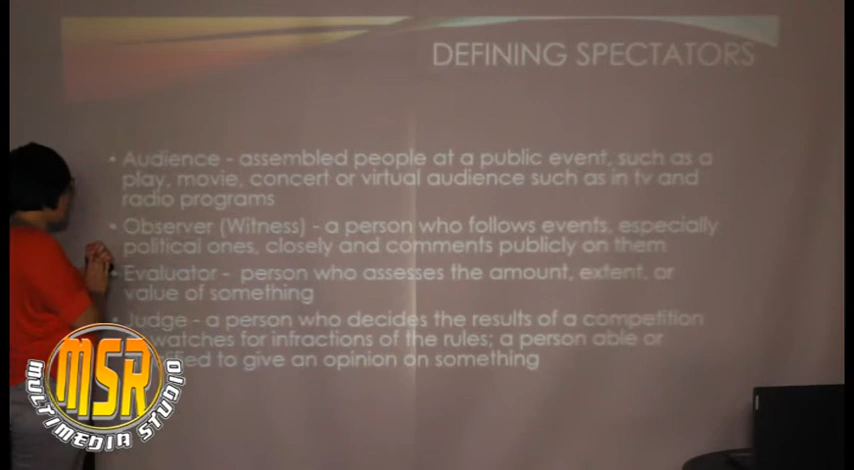 DEFINING SPECTATORS
• Audience - assembled people at a public event, such as a
play, movie, concert or virtual audience such as in tv and
radio programs
• Observer (Witness) - a person who follows events, especially
political ones, closely and comments publicly on them
• Evaluator - person who assesses the amount, extent, or
value of something
Judge - a person who decides the results of a competition
watches for infractions of the rules; a person able or
to give an opinion on something
MSR
MULTIMEDIA STUDIO